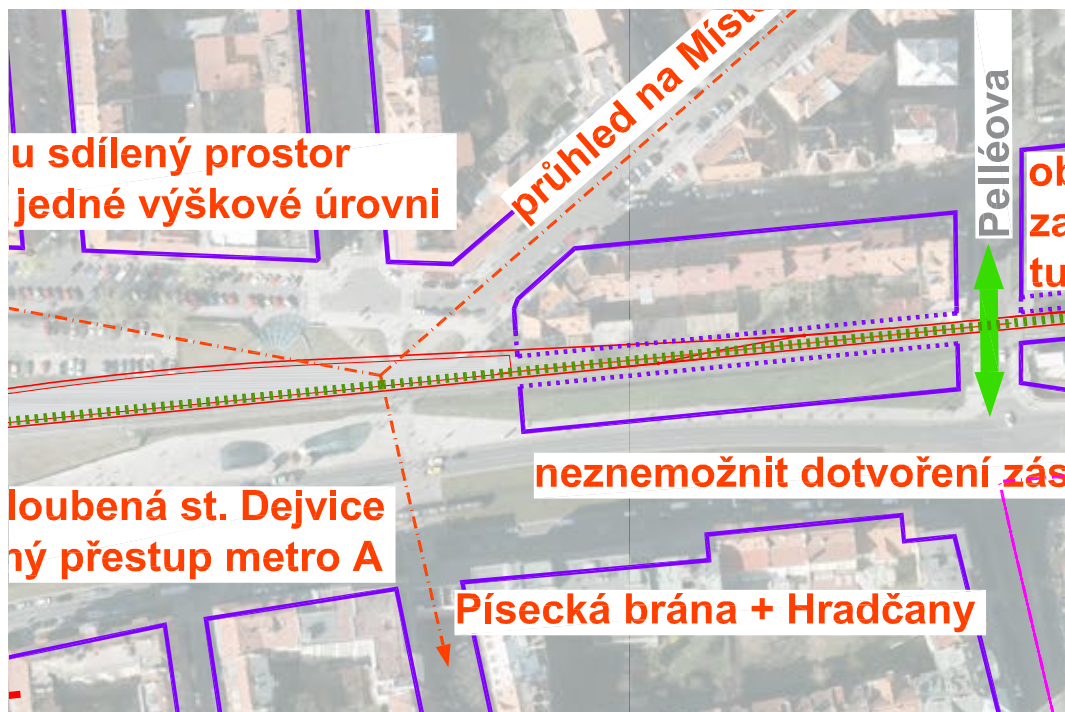 průhled na Místo
u sdílený prostor
jedné výškové úrovni
Pelléova
ob
za
tu
neznemožnit dotvoření zás
loubená st. Dejvice
ný přestup metro A
Písecká brána + Hradčany